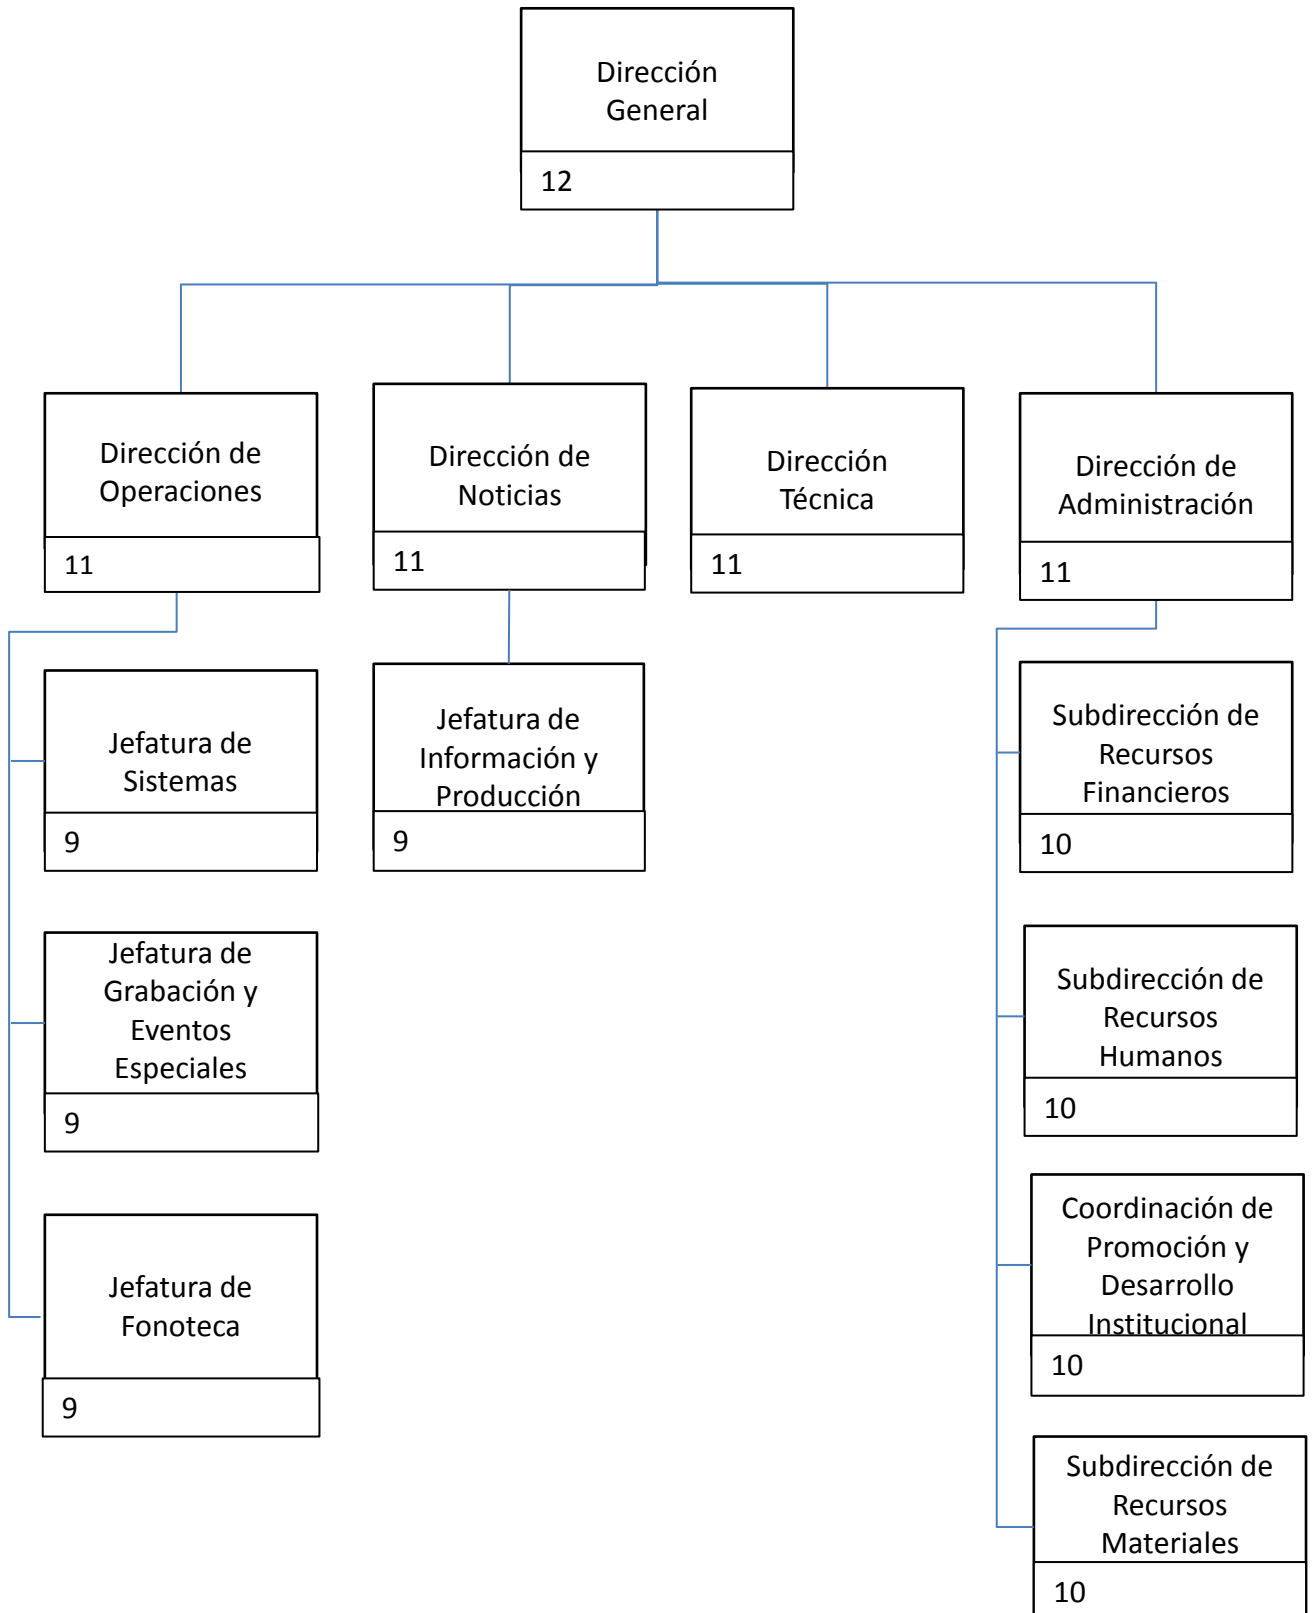 Dirección
General
12
Dirección de
Operaciones
11
Dirección de
Noticias
11
Dirección
Técnica
11
Dirección de
Administración
11
Jefatura de
Sistemas
9
Jefatura de
Información y
Producción
9
Subdirección de
Recursos
Financieros
10
Jefatura de
Grabación y
Eventos
Especiales
9
Subdirección de
Recursos
Humanos
10
Jefatura de
Fonoteca
9
Coordinación de
Promoción y
Desarrollo
Institucional
10
Subdirección de
Recursos
Materiales
10